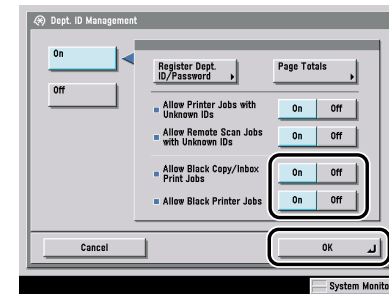 Dept. ID Management
On
Off
Register Dept.
ID/Password
Page Totals
Allow Printer Jobs with
Unknown IDs
On Off
Allow Remote Scan Jobs
with Unknown IDs
On Off
Allow Black Copy/Inbox
Print Jobs
On Off
Allow Black Printer Jobs
On Off
Cancel
OK
System Monito